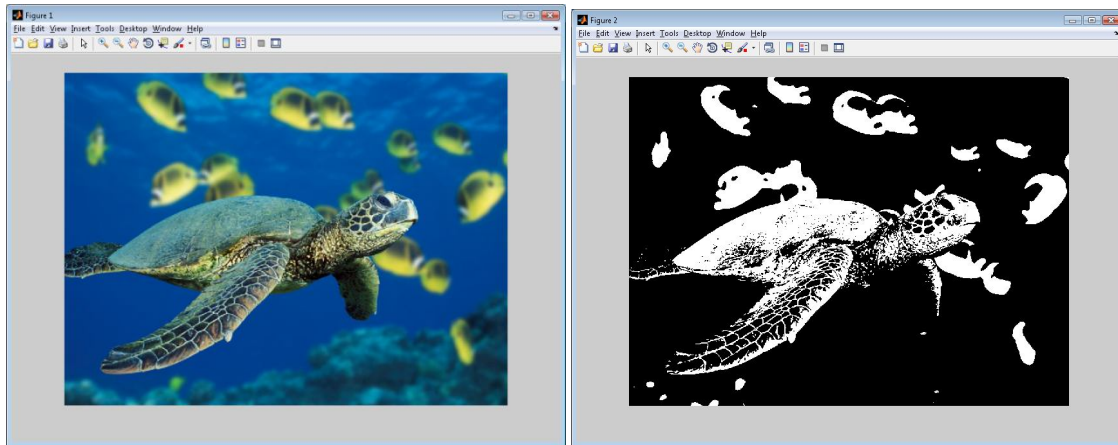 Figure 1
File Edit View Insert Tools Desktop Window Help
Figure 2
File Edit View Insert Tools Desktop Window Help